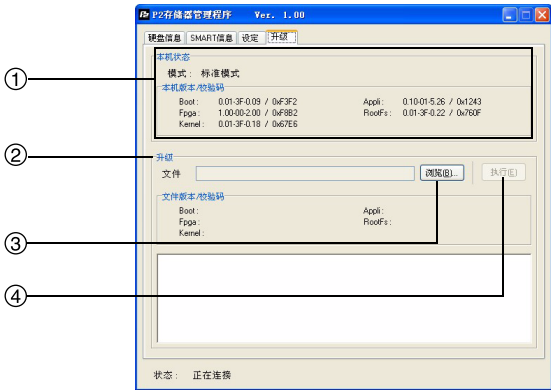 P2存储器管理程序 Ver. 1.00
硬盘信息 SMART信息 设定 升级
本机状态
①
模式： 标准模式
本机版本/校验码
Boot : 0.01-3F-0.09 / 0xF3F2 Appli : 0.10-01-5.26 / 0x1243
Fpga : 1.00-00-2.00 / 0xF8B2 RootFs : 0.01-3F-0.22 / 0x760F
Kernel : 0.01-3F-0.18 / 0x67E6
② 升级
文件 浏览(B)... 执行(E)
文件版本/校验码
Boot : Appli :
Fpga : RootFs :
Kernel :
③
④
状态： 正在连接